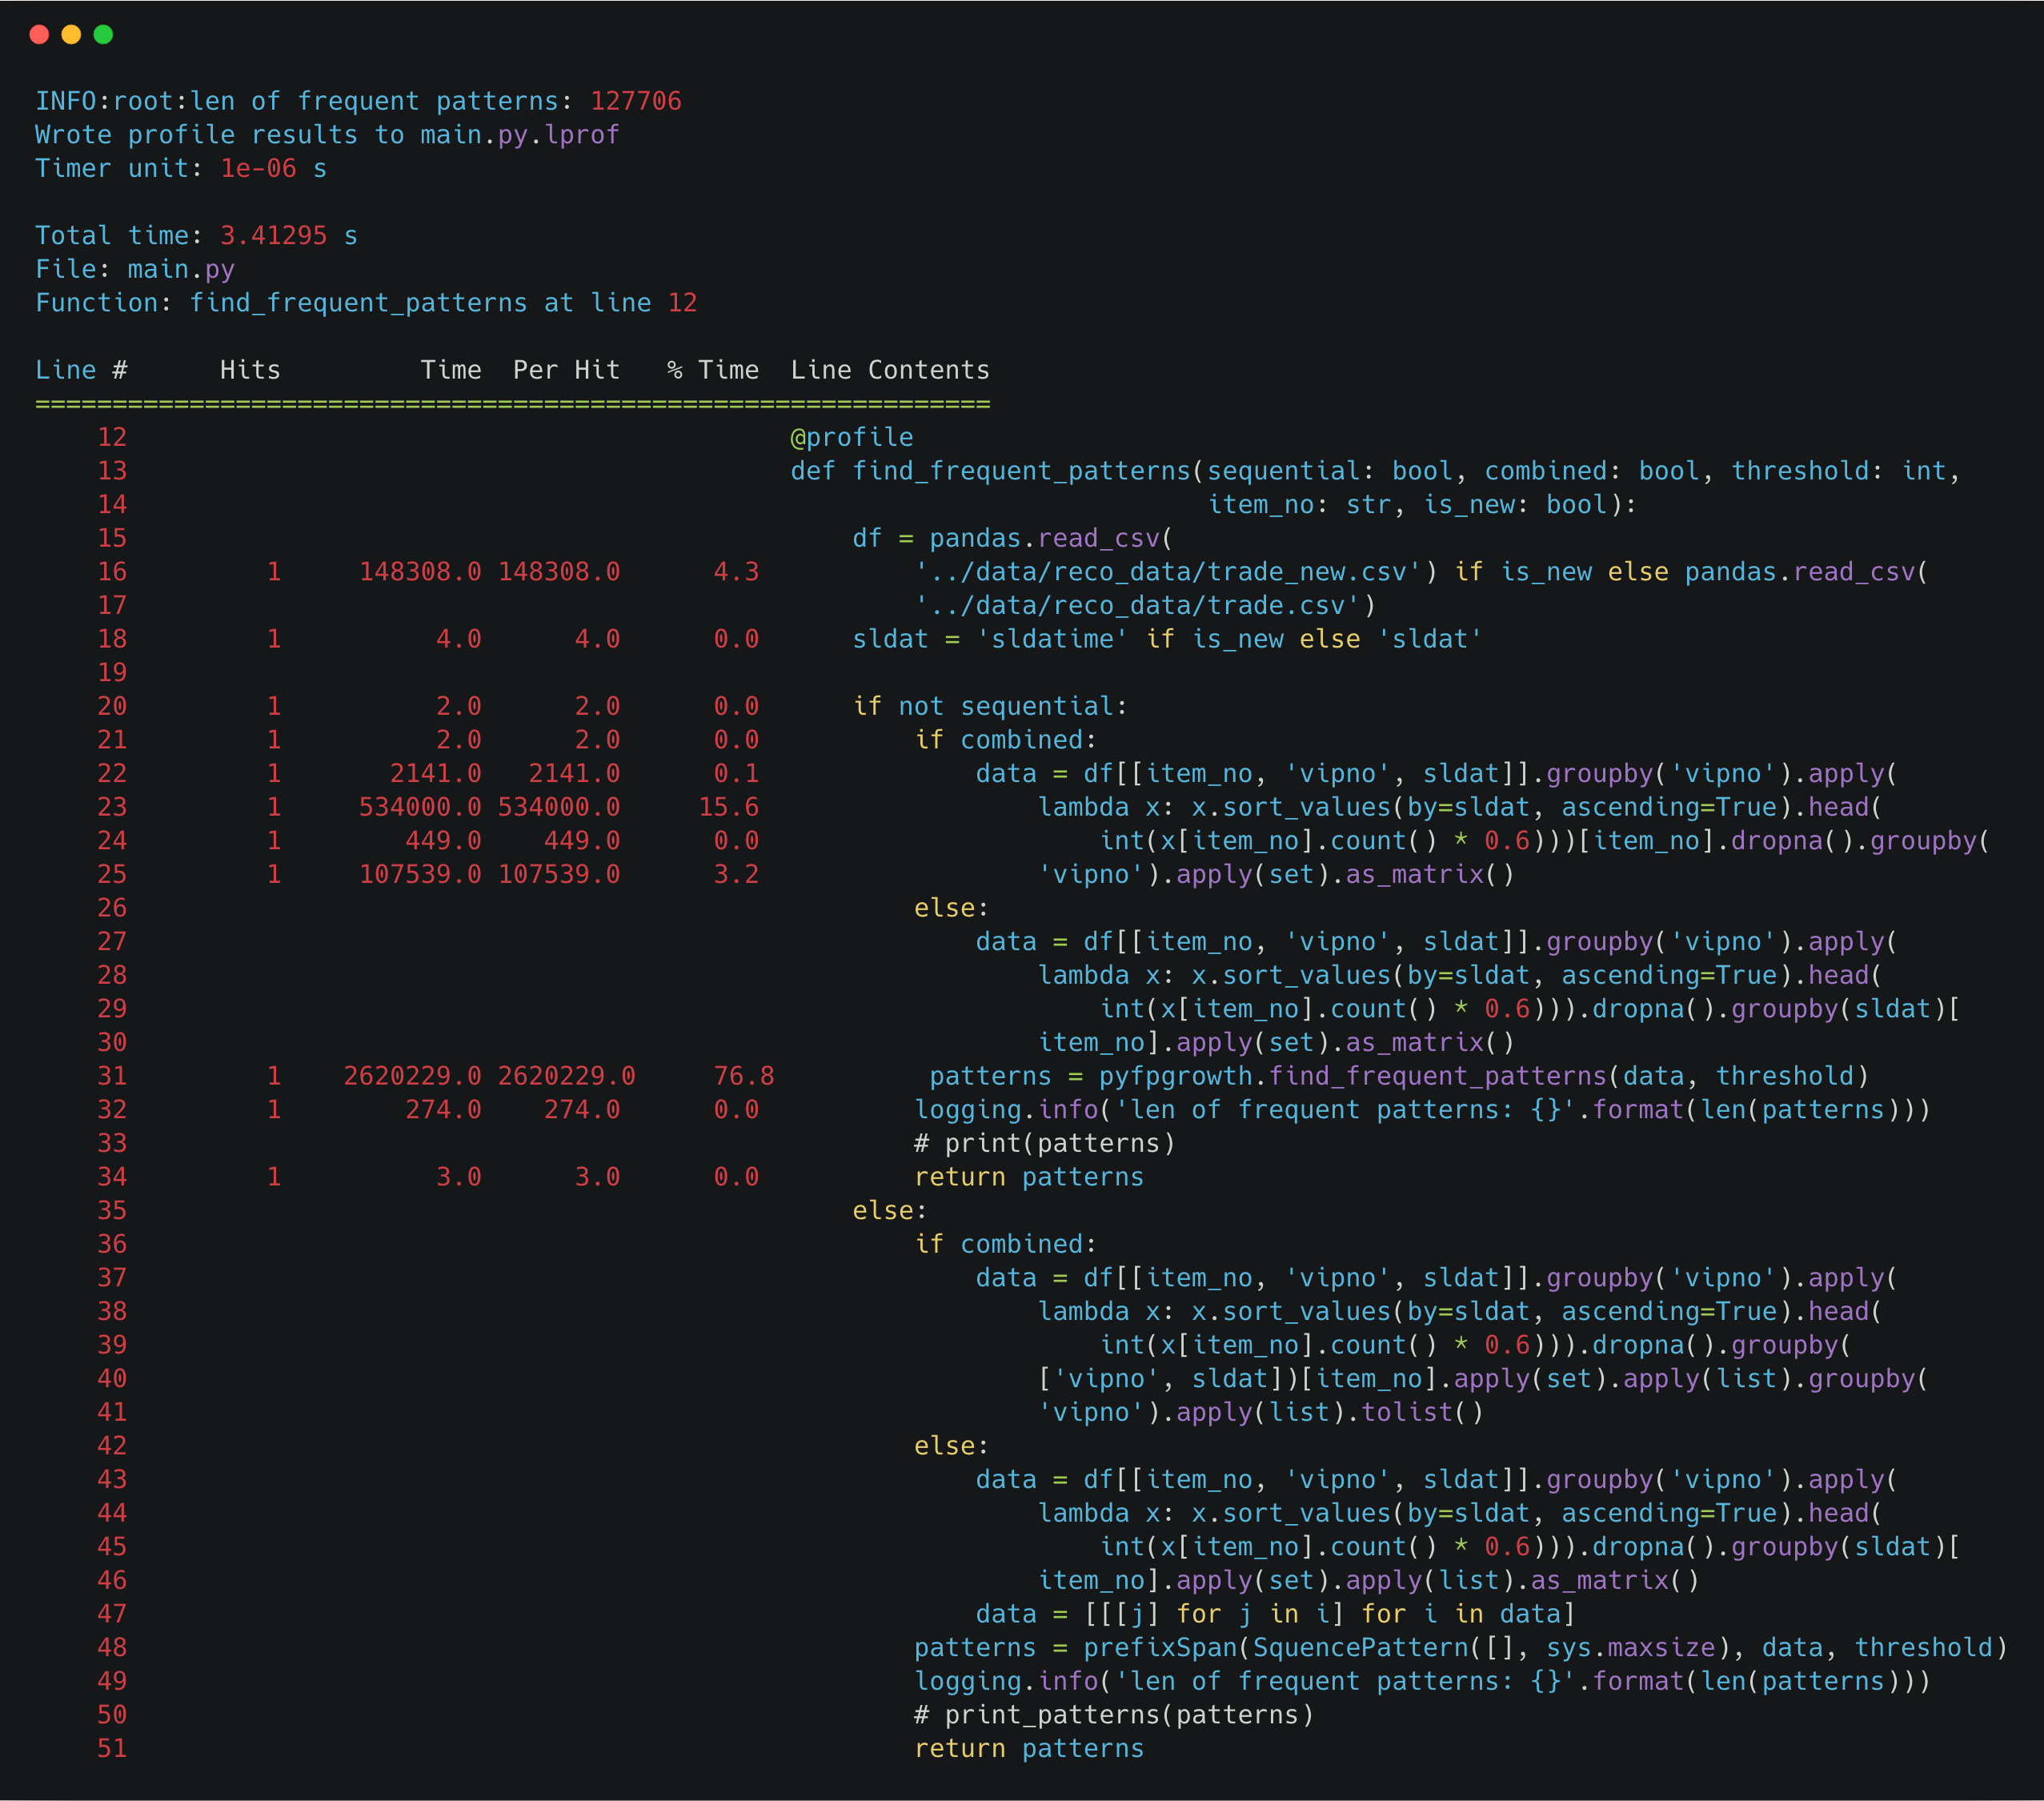 INFO:root:len of frequent patterns: 127706
Wrote profile results to main.py.lprof
Timer unit: 1e-06 s

Total time: 3.41295 s
File: main.py
Function: find_frequent_patterns at line 12

Line #      Hits         Time  Per Hit   % Time  Line Contents
==============================================================
    12                                           @profile
    13                                           def find_frequent_patterns(sequential: bool, combined: bool, threshold: int,
    14                                                                      item_no: str, is_new: bool):
    15                                               df = pandas.read_csv(
    16         1     148308.0 148308.0      4.3          '../data/reco_data/trade_new.csv') if is_new else pandas.read_csv(
    17                                                   '../data/reco_data/trade.csv')
    18         1          4.0      4.0      0.0      sldat = 'sldatime' if is_new else 'sldat'
    19
    20         1          2.0      2.0      0.0      if not sequential:
    21         1          2.0      2.0      0.0          if combined:
    22         1       2141.0   2141.0      0.1              data = df[[item_no, 'vipno', sldat]].groupby('vipno').apply(
    23         1     534000.0 534000.0     15.6                  lambda x: x.sort_values(by=sldat, ascending=True).head(
    24         1        449.0    449.0      0.0                      int(x[item_no].count() * 0.6)))[item_no].dropna().groupby(
    25         1     107539.0 107539.0      3.2                  'vipno').apply(set).as_matrix()
    26                                                   else:
    27                                                       data = df[[item_no, 'vipno', sldat]].groupby('vipno').apply(
    28                                                           lambda x: x.sort_values(by=sldat, ascending=True).head(
    29                                                               int(x[item_no].count() * 0.6))).dropna().groupby(sldat)[
    30                                                           item_no].apply(set).as_matrix()
    31         1    2620229.0 2620229.0     76.8          patterns = pyfpgrowth.find_frequent_patterns(data, threshold)
    32         1        274.0    274.0      0.0          logging.info('len of frequent patterns: {}'.format(len(patterns)))
    33                                                   # print(patterns)
    34         1          3.0      3.0      0.0          return patterns
    35                                               else:
    36                                                   if combined:
    37                                                       data = df[[item_no, 'vipno', sldat]].groupby('vipno').apply(
    38                                                           lambda x: x.sort_values(by=sldat, ascending=True).head(
    39                                                               int(x[item_no].count() * 0.6))).dropna().groupby(
    40                                                           ['vipno', sldat])[item_no].apply(set).apply(list).groupby(
    41                                                           'vipno').apply(list).tolist()
    42                                                   else:
    43                                                       data = df[[item_no, 'vipno', sldat]].groupby('vipno').apply(
    44                                                           lambda x: x.sort_values(by=sldat, ascending=True).head(
    45                                                               int(x[item_no].count() * 0.6))).dropna().groupby(sldat)[
    46                                                           item_no].apply(set).apply(list).as_matrix()
    47                                                       data = [[[j] for j in i] for i in data]
    48                                                   patterns = prefixSpan(SquencePattern([], sys.maxsize), data, threshold)
    49                                                   logging.info('len of frequent patterns: {}'.format(len(patterns)))
    50                                                   # print_patterns(patterns)
    51                                                   return patterns